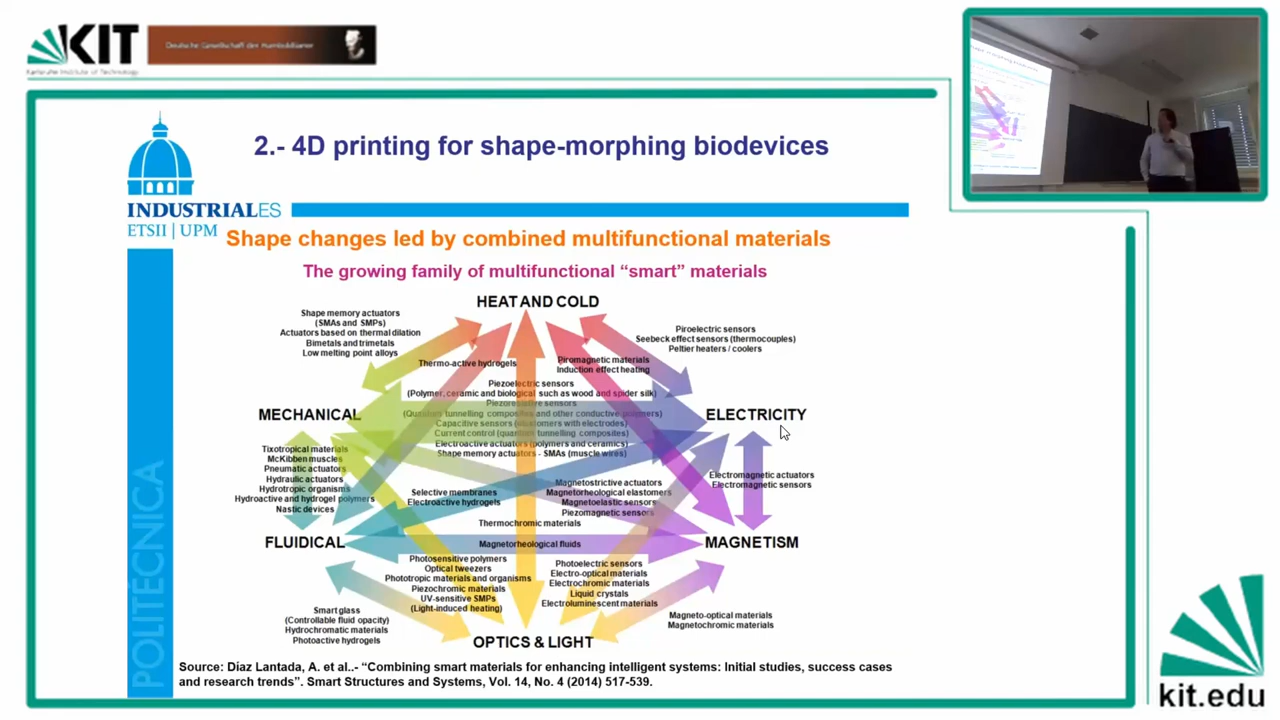 KIT
Karlsruhe Institute of Technology
Deutsche Gesellschaft der Humboldtianer
2.- 4D printing for shape-morphing biodevices
INDUSTRIALES
ETSII | UPM
Shape changes led by combined multifunctional materials
The growing family of multifunctional “smart” materials
HEAT AND COLD
Shape memory actuators
(SMAs and SMPs)
Actuators based on thermal dilation
Bimetals and trimetals
Low melting point alloys
Piroelectric sensors
Seebeck effect sensors (thermocouples)
Peltier heaters / coolers
Thermo-active hydrogels
Piromagnetic materials
Induction effect heating
Piezoelectric sensors
(Polymer, ceramic and biological such as wood and spider silk)
Piezoresistive sensors
(Quantum tunnelling composites and other conductive polymers)
Capacitive sensors (elastomers with electrodes)
Current control (quantum tunnelling composites)
Electroactive actuators (polymers and ceramics)
Shape memory actuators - SMAs (muscle wires)
MECHANICAL
ELECTRICITY
Tixotropical materials
McKibben muscles
Pneumatic actuators
Hydraulic actuators
Hydrotropic organisms
Hydroactive and hydrogel polymers
Nastic devices
Selective membranes
Electroactive hydrogels
Magnetostrictive actuators
Magnetorheological elastomers
Magnetoelastic sensors
Piezomagnetic sensors
Electromagnetic actuators
Electromagnetic sensors
Thermochromic materials
FLUIDICAL
Magnetorheological fluids
MAGNETISM
Photosensitive polymers
Optical tweezers
Phototropic materials and organisms
Piezochromic materials
UV-sensitive SMPs
(Light-induced heating)
Photoelectric sensors
Electro-optical materials
Electrochromic materials
Liquid crystals
Electroluminescent materials
Smart glass
(Controllable fluid opacity)
Hydrochromatic materials
Photoactive hydrogels
Magneto-optical materials
Magnetochromic materials
OPTICS & LIGHT
POLITÉCNICA
Source: Díaz Lantada, A. et al..- “Combining smart materials for enhancing intelligent systems: Initial studies, success cases
and research trends”. Smart Structures and Systems, Vol. 14, No. 4 (2014) 517-539.
kit.edu